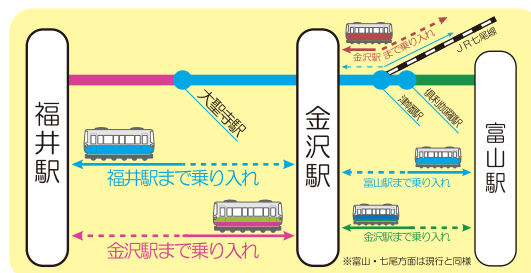 福井駅
大聖寺駅
金沢駅
金沢駅まで乗り入れ
JR七尾線
津幡駅
倶利伽羅駅
富山駅
福井駅まで乗り入れ
金沢駅まで乗り入れ
富山駅まで乗り入れ
金沢駅まで乗り入れ
※富山・七尾方面は現行と同様